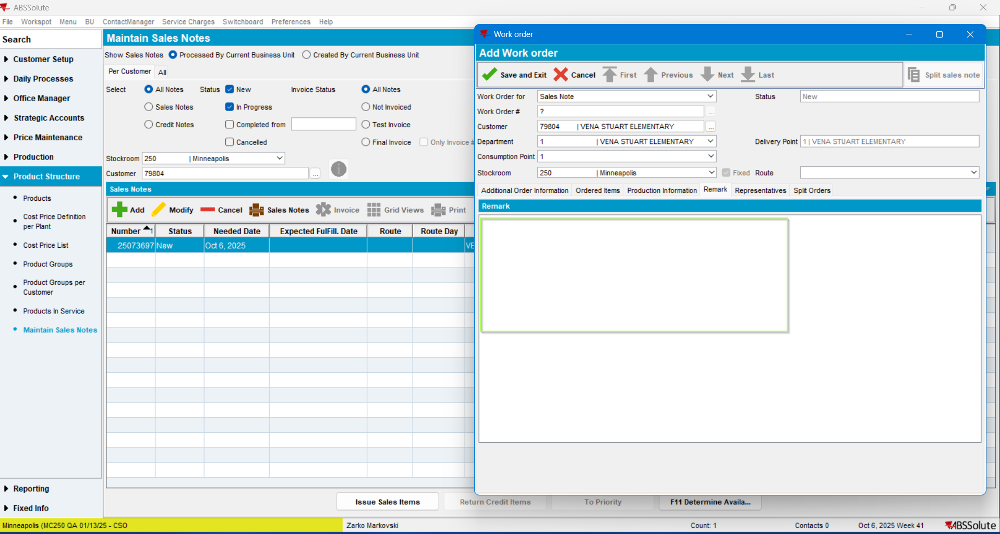 ABSSolute
File Workspot Menu BU ContactManager Service Charges Switchboard Preferences Help
Search
Customer Setup
Daily Processes
Office Manager
Strategic Accounts
Price Maintenance
Production
Product Structure
Products
Cost Price Definition
per Plant
Cost Price List
Product Groups
Product Groups per
Customer
Products In Service
Maintain Sales Notes
Reporting
Fixed Info
Maintain Sales Notes
Show Sales Notes Processed By Current Business Unit Created By Current Business Unit
Per Customer All
Select All Notes Status New Invoice Status All Notes
Sales Notes In Progress Not Invoiced
Credit Notes Completed from Test Invoice
Cancelled Final Invoice Only Invoice #
Stockroom 250 | Minneapolis
Customer 79804 ...
Sales Notes
Add Modify Cancel Sales Notes Invoice Grid Views Print
Number 1 Status Needed Date Expected FulFill. Date Route Route Day
25073697 New Oct 6, 2025 VE
Issue Sales Items Return Credit Items To Priority F11 Determine Availa...
Work order
Add Work order
Save and Exit Cancel First Previous Next Last Split sales note
Work Order for Sales Note Status New
Work Order # ? ...
Customer 79804 | VENA STUART ELEMENTARY ...
Department 1 | VENA STUART ELEMENTARY Delivery Point 1 | VENA STUART ELEMENTARY
Consumption Point 1
Stockroom 250 | Minneapolis Fixed Route
Additional Order Information Ordered Items Production Information Remark Representatives Split Orders
Remark
Minneapolis (MC250 QA 01/13/25 - CSO Zarko Markovski Count: 1 Contacts 0 Oct 6, 2025 Week 41 ABSSolute